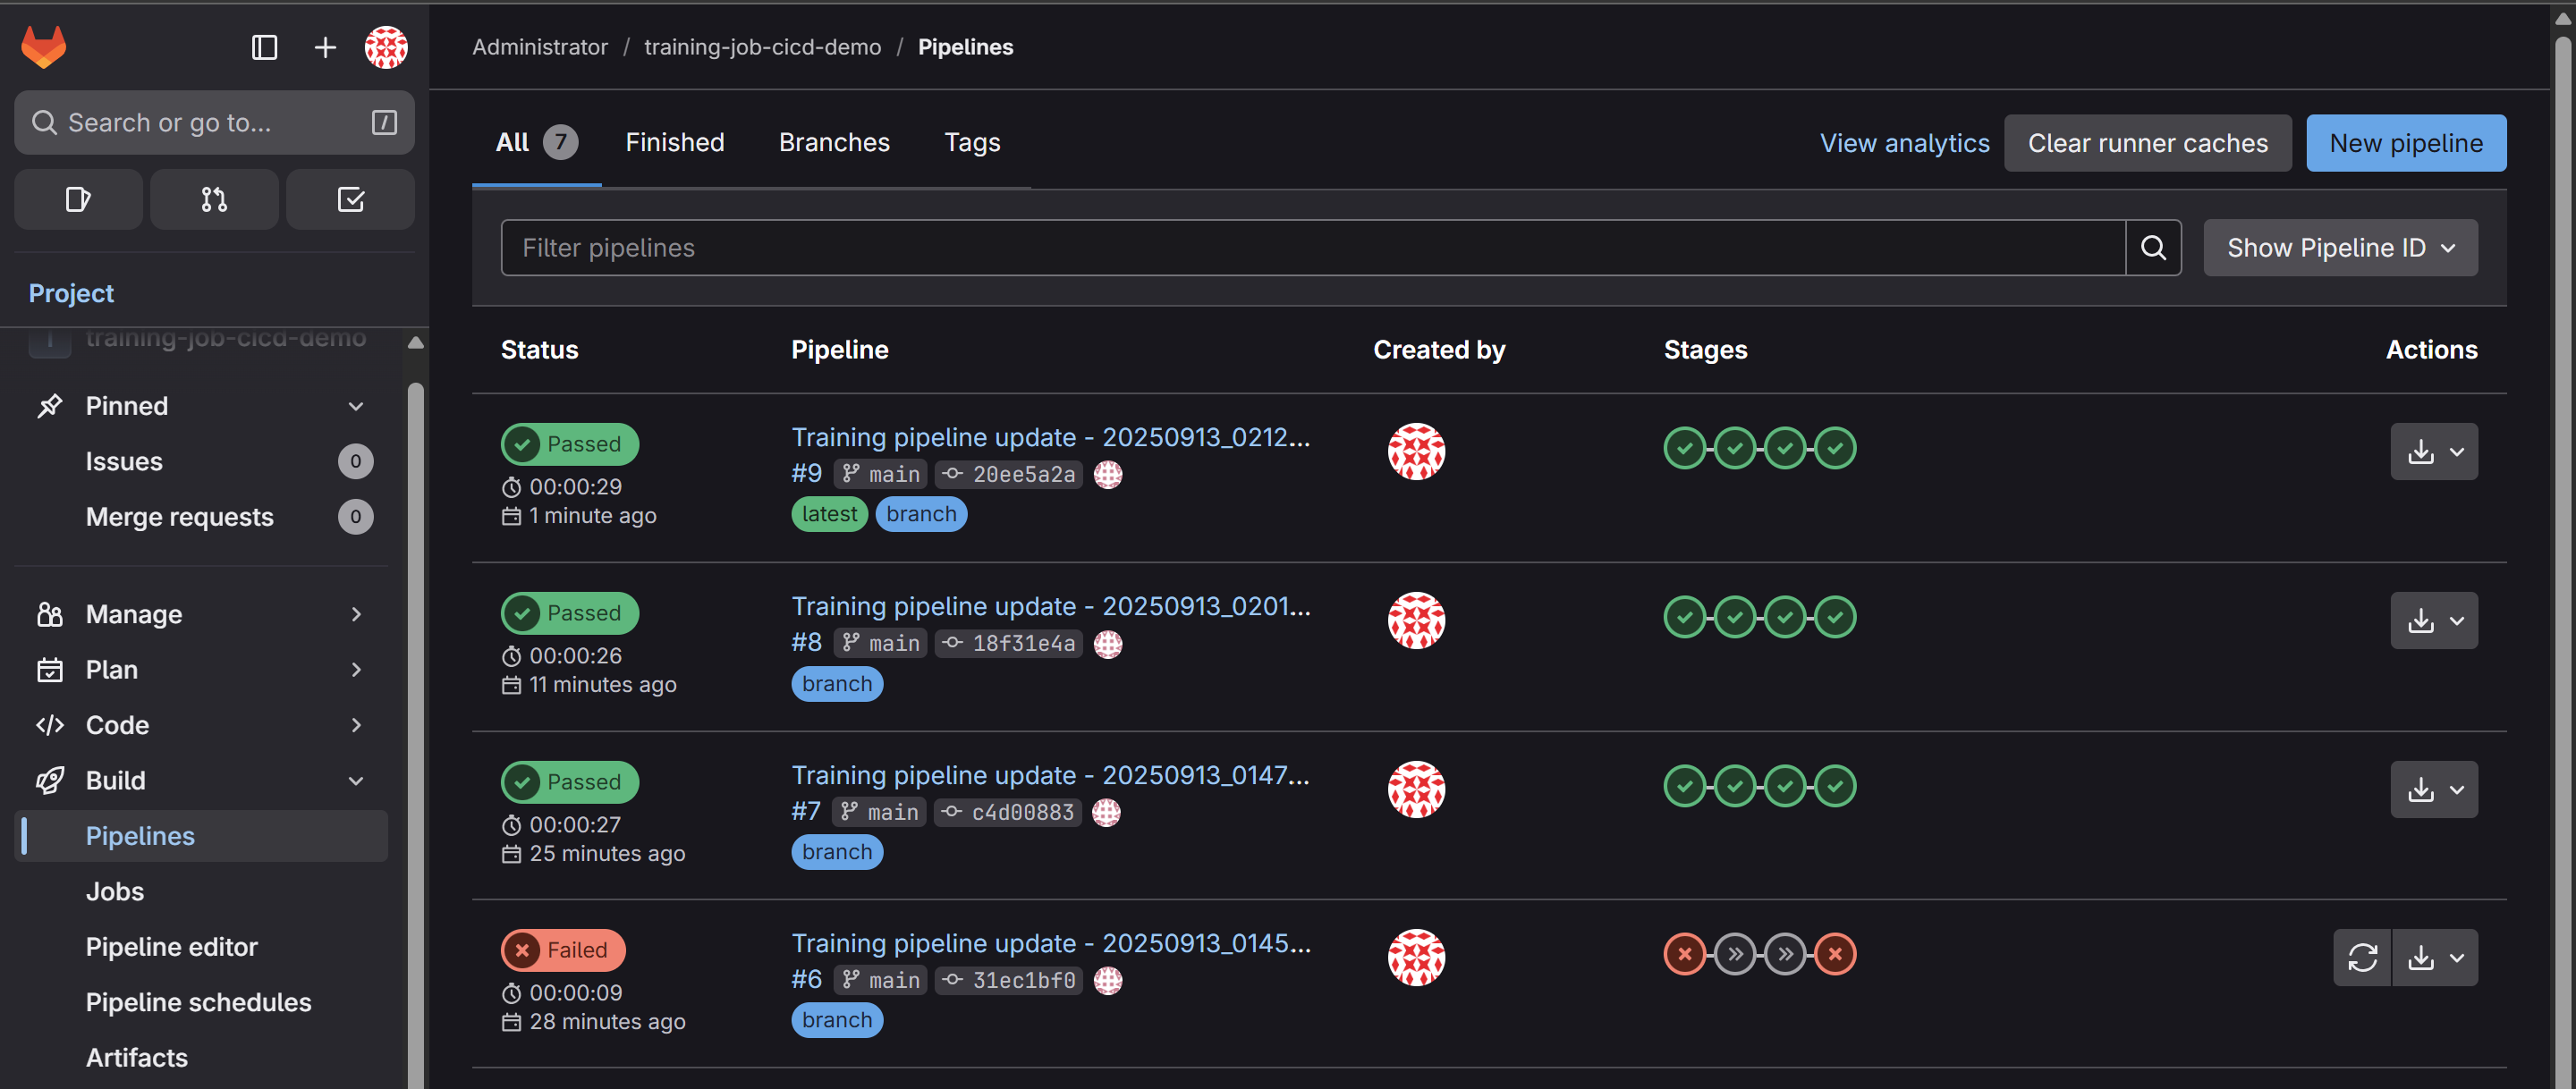 Administrator / training-job-cicd-demo / Pipelines
Search or go to...
/
Project
training-job-cicd-demo
Pinned
Issues 0
Merge requests 0
Manage
Plan
Code
Build
Pipelines
Jobs
Pipeline editor
Pipeline schedules
Artifacts
All 7 Finished Branches Tags
View analytics Clear runner caches New pipeline
Filter pipelines Show Pipeline ID
Status Pipeline Created by Stages Actions
Passed
00:00:29
1 minute ago
Training pipeline update - 20250913_0212...
#9 main 20ee5a2a
latest branch
Passed
00:00:26
11 minutes ago
Training pipeline update - 20250913_0201...
#8 main 18f31e4a
branch
Passed
00:00:27
25 minutes ago
Training pipeline update - 20250913_0147...
#7 main c4d00883
branch
Failed
00:00:09
28 minutes ago
Training pipeline update - 20250913_0145...
#6 main 31ec1bf0
branch